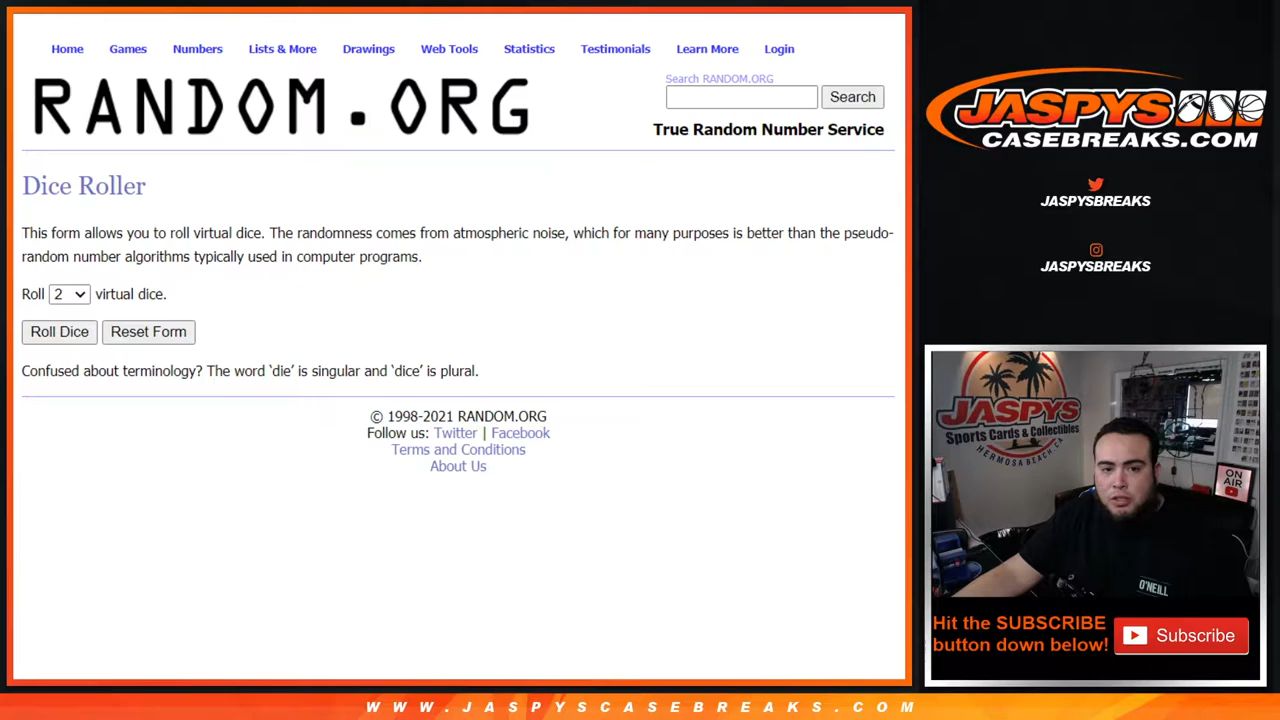 Home Games Numbers Lists & More Drawings Web Tools Statistics Testimonials Learn More Login
RANDOM.ORG
Search RANDOM.ORG
Search
True Random Number Service
Dice Roller
This form allows you to roll virtual dice. The randomness comes from atmospheric noise, which for many purposes is better than the pseudo-
random number algorithms typically used in computer programs.
Roll 2 virtual dice.
Roll Dice Reset Form
Confused about terminology? The word ‘die’ is singular and ‘dice’ is plural.
© 1998-2021 RANDOM.ORG
Follow us: Twitter | Facebook
Terms and Conditions
About Us
JASPYS
CASEBREAKS.COM
JASPYSBREAKS
JASPYSBREAKS
JASPYS
Sports Cards & Collectibles
HERMOSA BEACH, CA
ON
AIR
O'NEILL
Hit the SUBSCRIBE
button down below!
Subscribe
WWW.JASPYSCASEBREAKS.COM